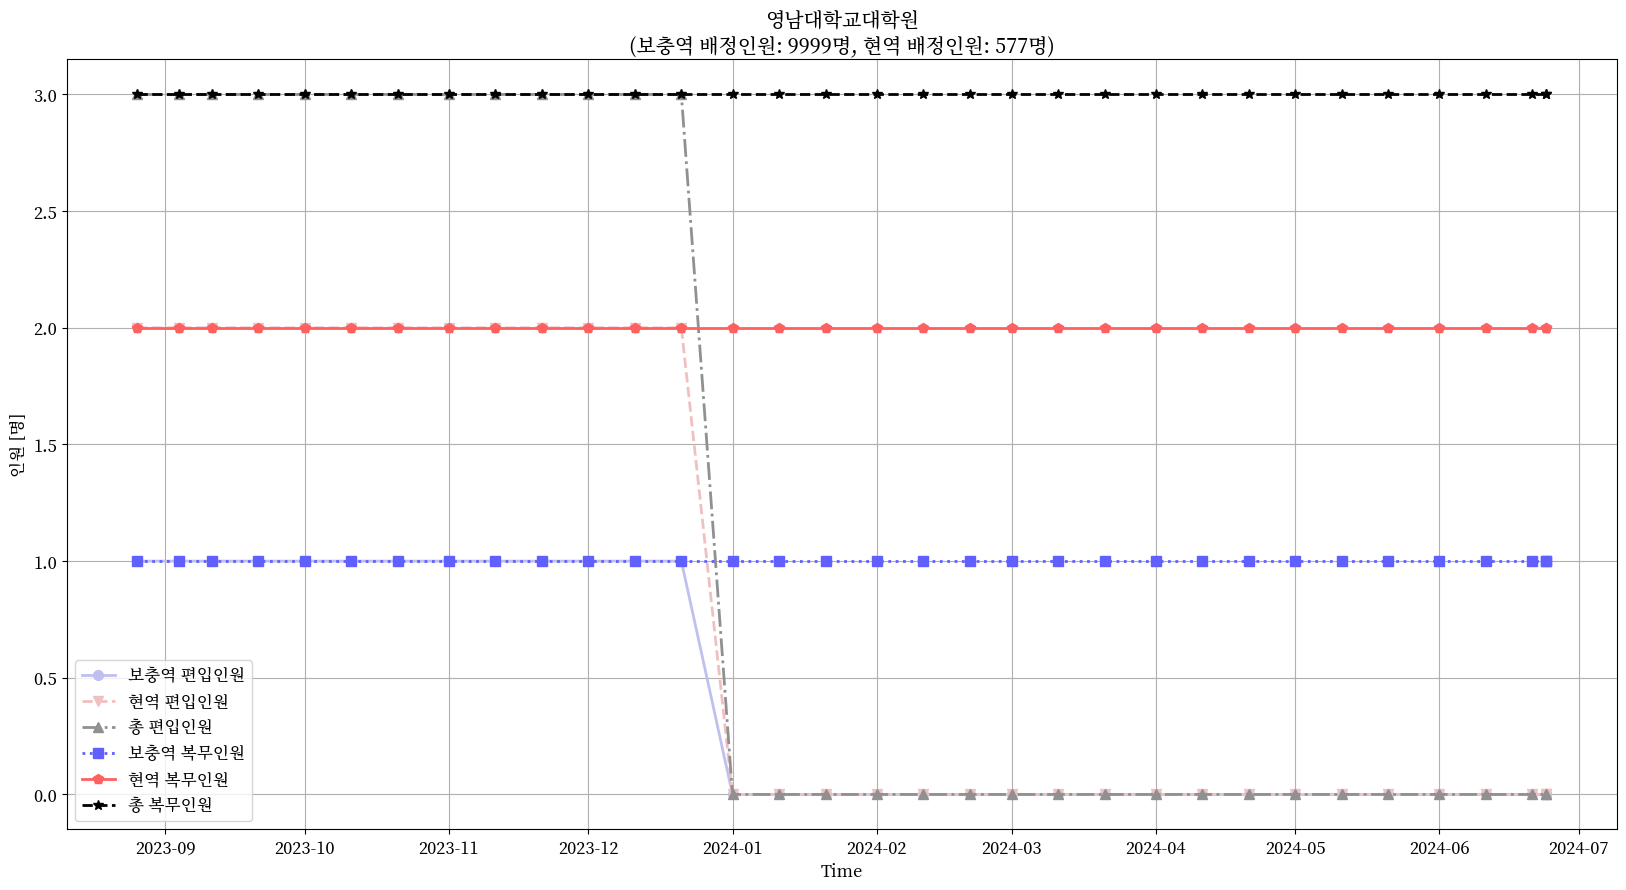 영남대학교대학원
(보충역 배정인원: 9999명, 현역 배정인원: 577명)
인원 [명]
3.0
2.5
2.0
1.5
1.0
0.5
0.0
보충역 편입인원
현역 편입인원
총 편입인원
보충역 복무인원
현역 복무인원
총 복무인원
2023-09 2023-10 2023-11 2023-12 2024-01 2024-02 2024-03 2024-04 2024-05 2024-06 2024-07
Time